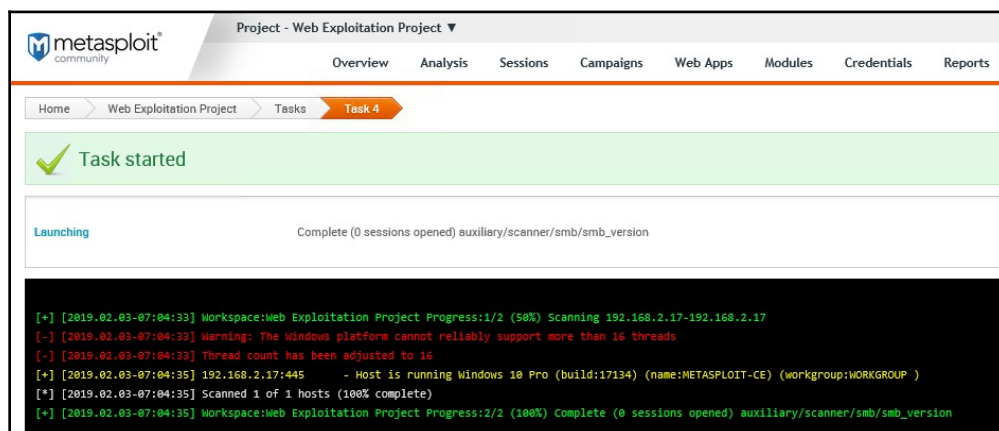 Project - Web Exploitation Project ▼
metasploit®
community
Overview Analysis Sessions Campaigns Web Apps Modules Credentials Reports
Home Web Exploitation Project Tasks Task 4
Task started
Launching Complete (0 sessions opened) auxiliary/scanner/smb/smb_version
[+] [2019.02.03-07:04:33] Workspace:Web Exploitation Project Progress:1/2 (50%) Scanning 192.168.2.17-192.168.2.17
[-] [2019.02.03-07:04:33] Warning: The Windows platform cannot reliably support more than 16 threads
[-] [2019.02.03-07:04:33] Thread count has been adjusted to 16
[+] [2019.02.03-07:04:35] 192.168.2.17:445 - Host is running Windows 10 Pro (build:17134) (name:METASPLOIT-CE) (workgroup:WORKGROUP )
[*] [2019.02.03-07:04:35] Scanned 1 of 1 hosts (100% complete)
[+] [2019.02.03-07:04:35] Workspace:Web Exploitation Project Progress:2/2 (100%) Complete (0 sessions opened) auxiliary/scanner/smb/smb_version